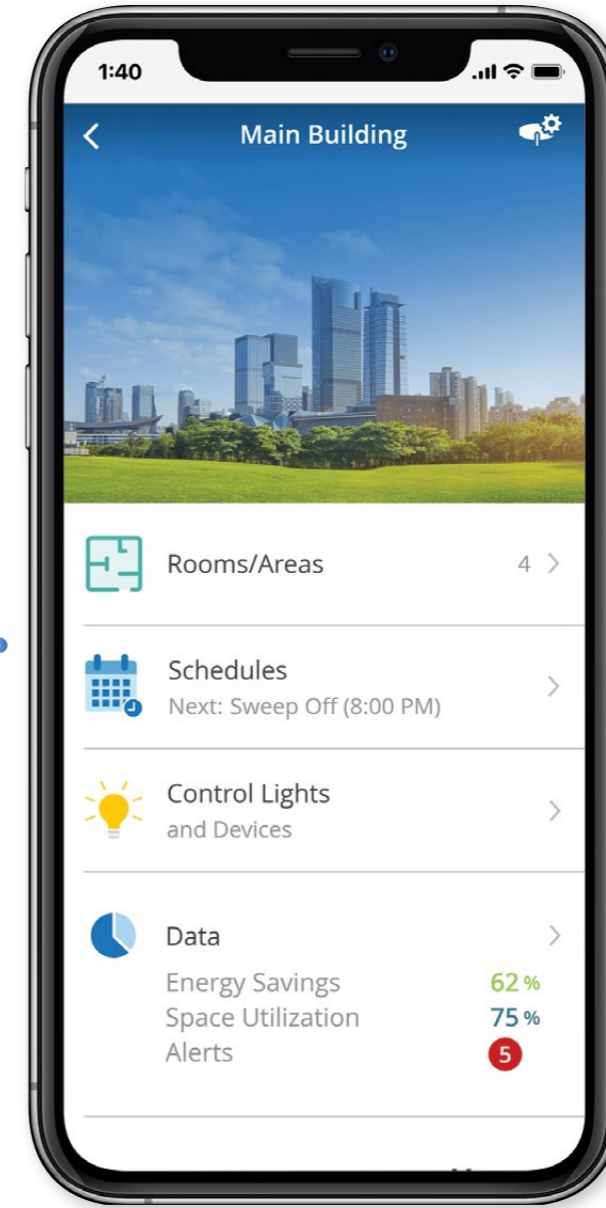 1:40
Main Building
Rooms/Areas 4
Schedules
Next: Sweep Off (8:00 PM)
Control Lights
and Devices
Data
Energy Savings 62 %
Space Utilization 75 %
Alerts 5